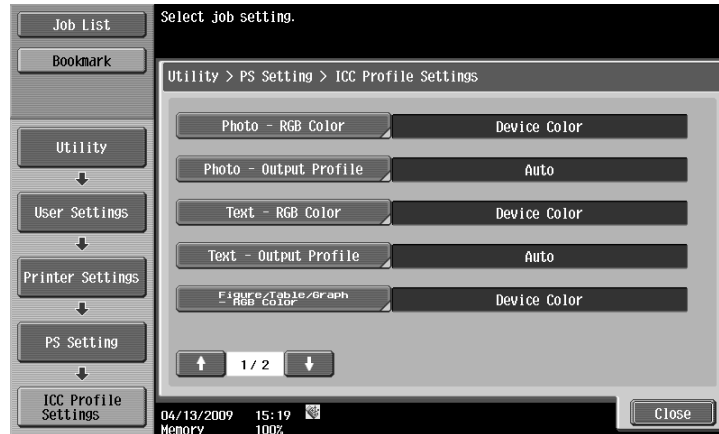 Job List
Bookmark
Utility
User Settings
Printer Settings
PS Setting
ICC Profile
Settings
Select job setting.
Utility > PS Setting > ICC Profile Settings
Photo - RGB Color
Device Color
Photo - Output Profile
Auto
Text - RGB Color
Device Color
Text - Output Profile
Auto
Figure/Table/Graph
- RGB Color
Device Color
1/ 2
04/13/2009 15:19
Memory 100%
Close